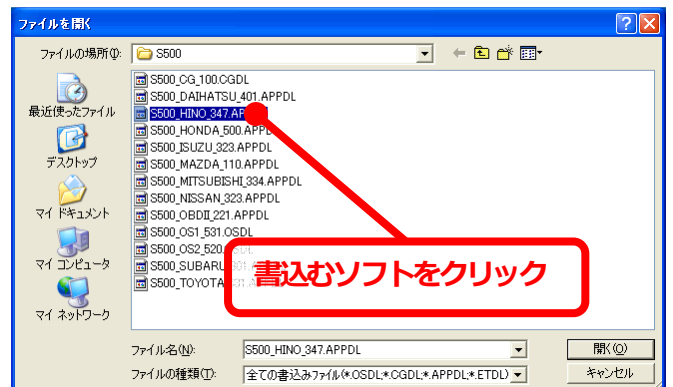 ファイルを開く
ファイルの場所(I):
S500
最近使ったファイル
デスクトップ
マイ ドキュメント
マイ コンピュータ
マイ ネットワーク
S500_CG_100.CGDL
S500_DAIHATSU_401.APPDL
S500_HINO_347.AP
S500_HONDA_500.APPDL
S500_ISUZU_323.APPDL
S500_MAZDA_110.APPDL
S500_MITSUBISHI_334.APPDL
S500_NISSAN_323.APPDL
S500_OBDII_221.APPDL
S500_OS1_531.OSDL
S500_OS2_520.
S500_SUBARU
S500_TOYOTA
書込むソフトをクリック
ファイル名(N):
S500_HINO_347.APPDL
開く(O)
ファイルの種類(T):
全ての書込みファイル(*.OSDL;*.CGDL;*.APPDL;*.ETDL)
キャンセル